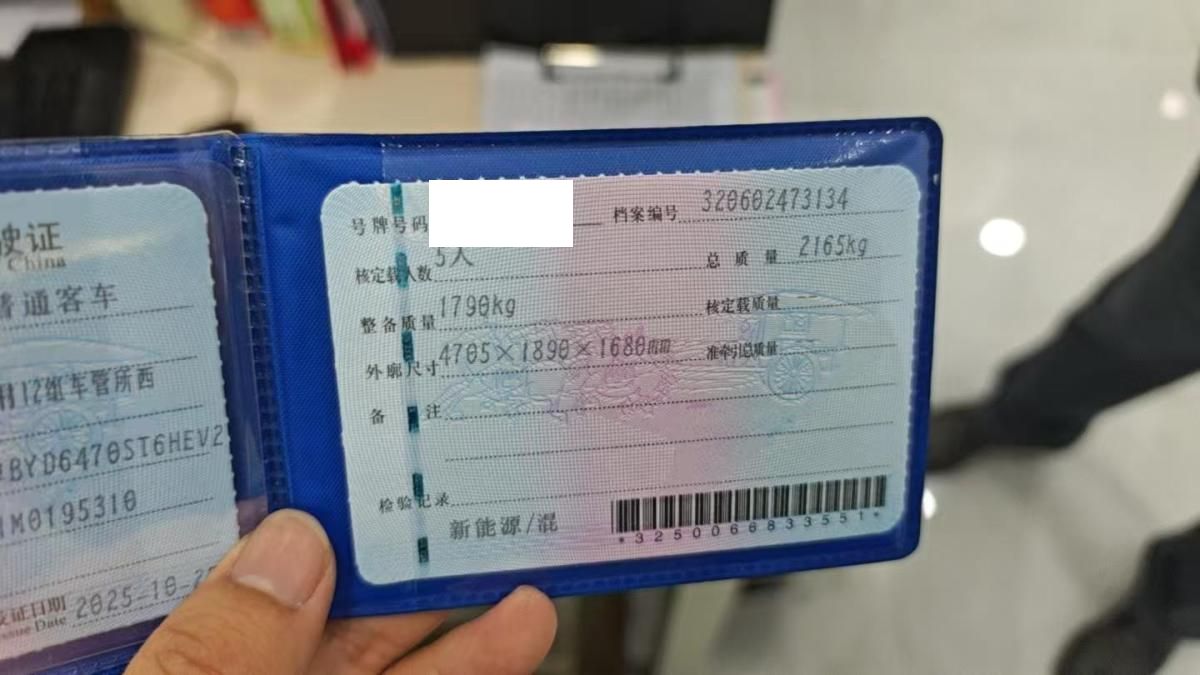 驶证
China
普通客车
村12组车管所西
BYD6470ST6HEV2
M0195310
发证日期 2025-10-2
Issue Date
号牌号码
档案编号 320602473134
核定载人数 5人
总质量 2165kg
整备质量 1790kg
核定载质量
外廓尺寸 4705×1890×1680mm
准牵引总质量
备注
检验记录
新能源/混
*3250066833551*